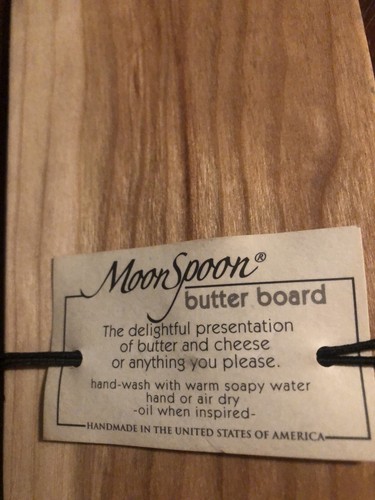 MoonSpoon®
butter board
The delightful presentation
of butter and cheese
or anything you please.
hand-wash with warm soapy water
hand or air dry
-oil when inspired-
HANDMADE IN THE UNITED STATES OF AMERICA